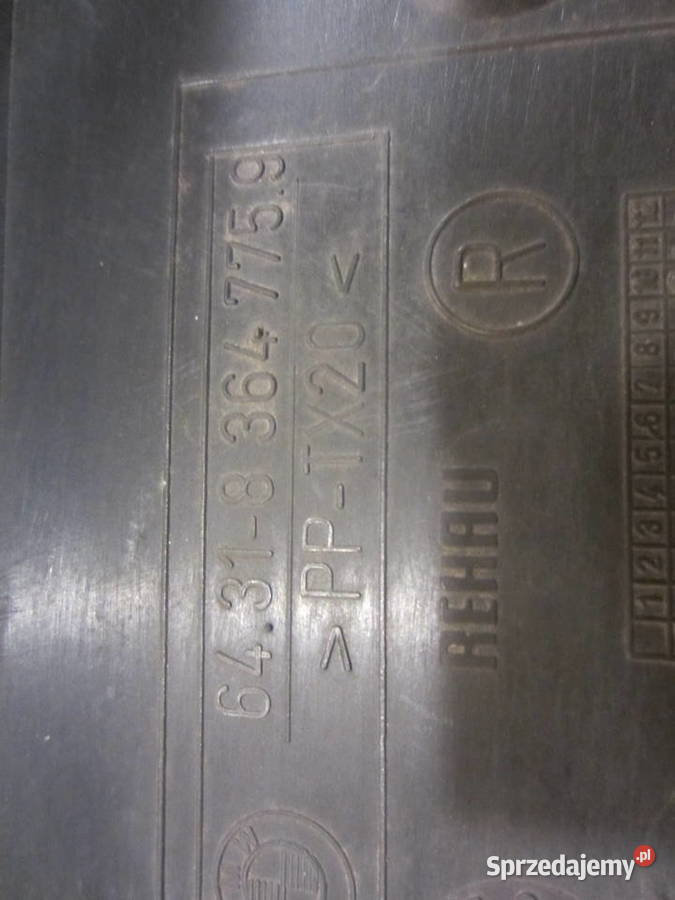 64.31-8 364 775.9
>PP-TX20<
R
REHAU
1 2 3 4 5 6 7 8 9 10 11 12
BMW
Sprzedajemy.pl